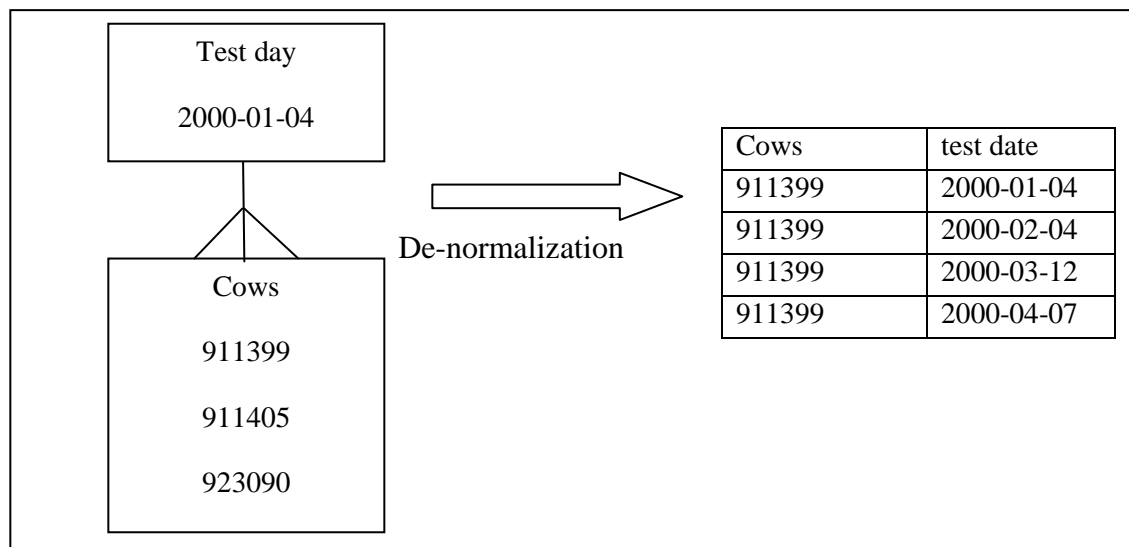 Test day
2000-01-04
Cows
911399
911405
923090
De-normalization
Cows test date
911399 2000-01-04
911399 2000-02-04
911399 2000-03-12
911399 2000-04-07